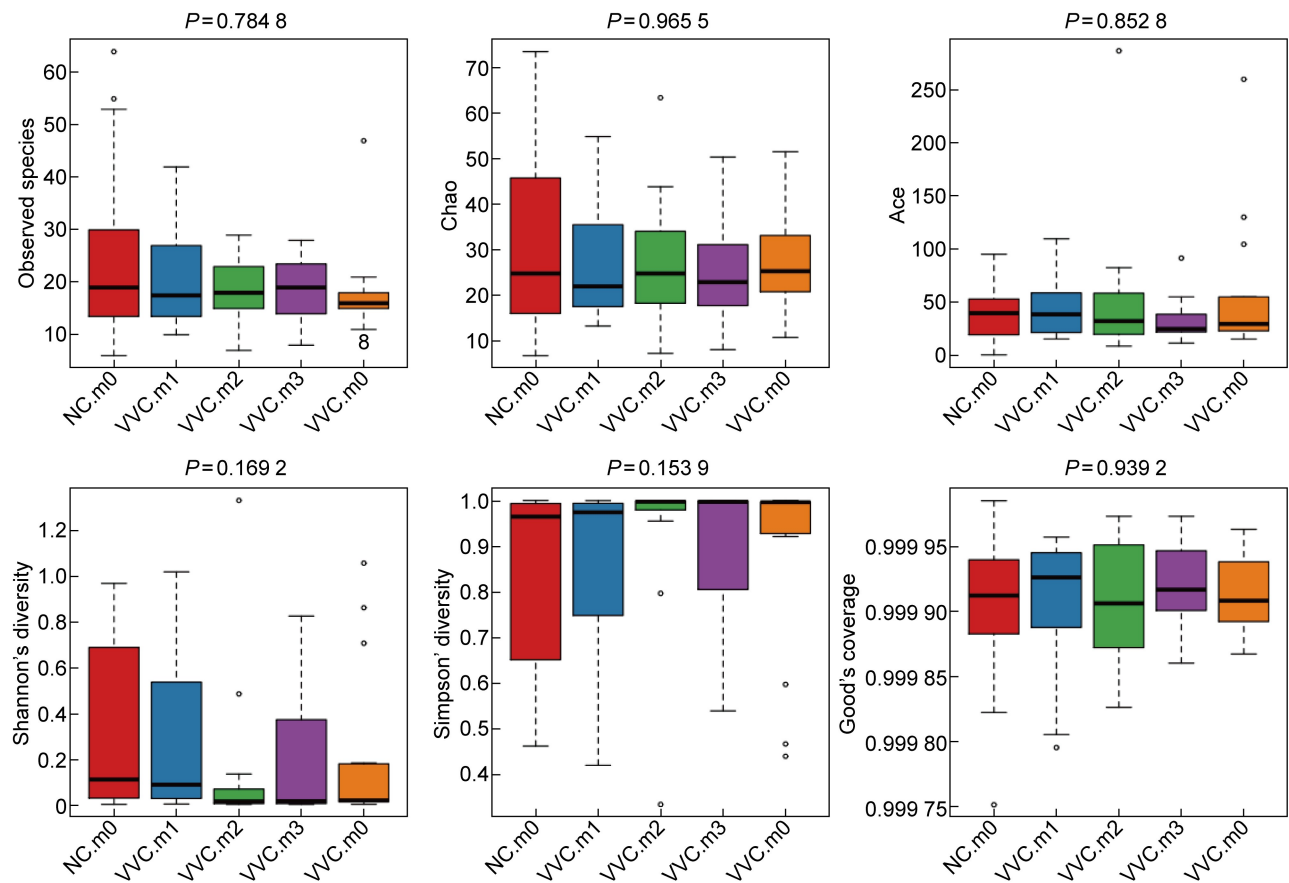 P=0.784 8
Observed species
60
50
40
30
20
10
8
NC.m0
VVC.m1
VVC.m2
VVC.m3
VVC.m0
P=0.965 5
Chao
70
60
50
40
30
20
10
NC.m0
VVC.m1
VVC.m2
VVC.m3
VVC.m0
P=0.852 8
Ace
250
200
150
100
50
0
NC.m0
VVC.m1
VVC.m2
VVC.m3
VVC.m0
P=0.169 2
Shannon's diversity
1.2
1.0
0.8
0.6
0.4
0.2
0
NC.m0
VVC.m1
VVC.m2
VVC.m3
VVC.m0
P=0.153 9
Simpson' diversity
1.0
0.9
0.8
0.7
0.6
0.5
0.4
NC.m0
VVC.m1
VVC.m2
VVC.m3
VVC.m0
P=0.939 2
Good's coverage
0.999 95
0.999 90
0.999 85
0.999 80
0.999 75
NC.m0
VVC.m1
VVC.m2
VVC.m3
VVC.m0